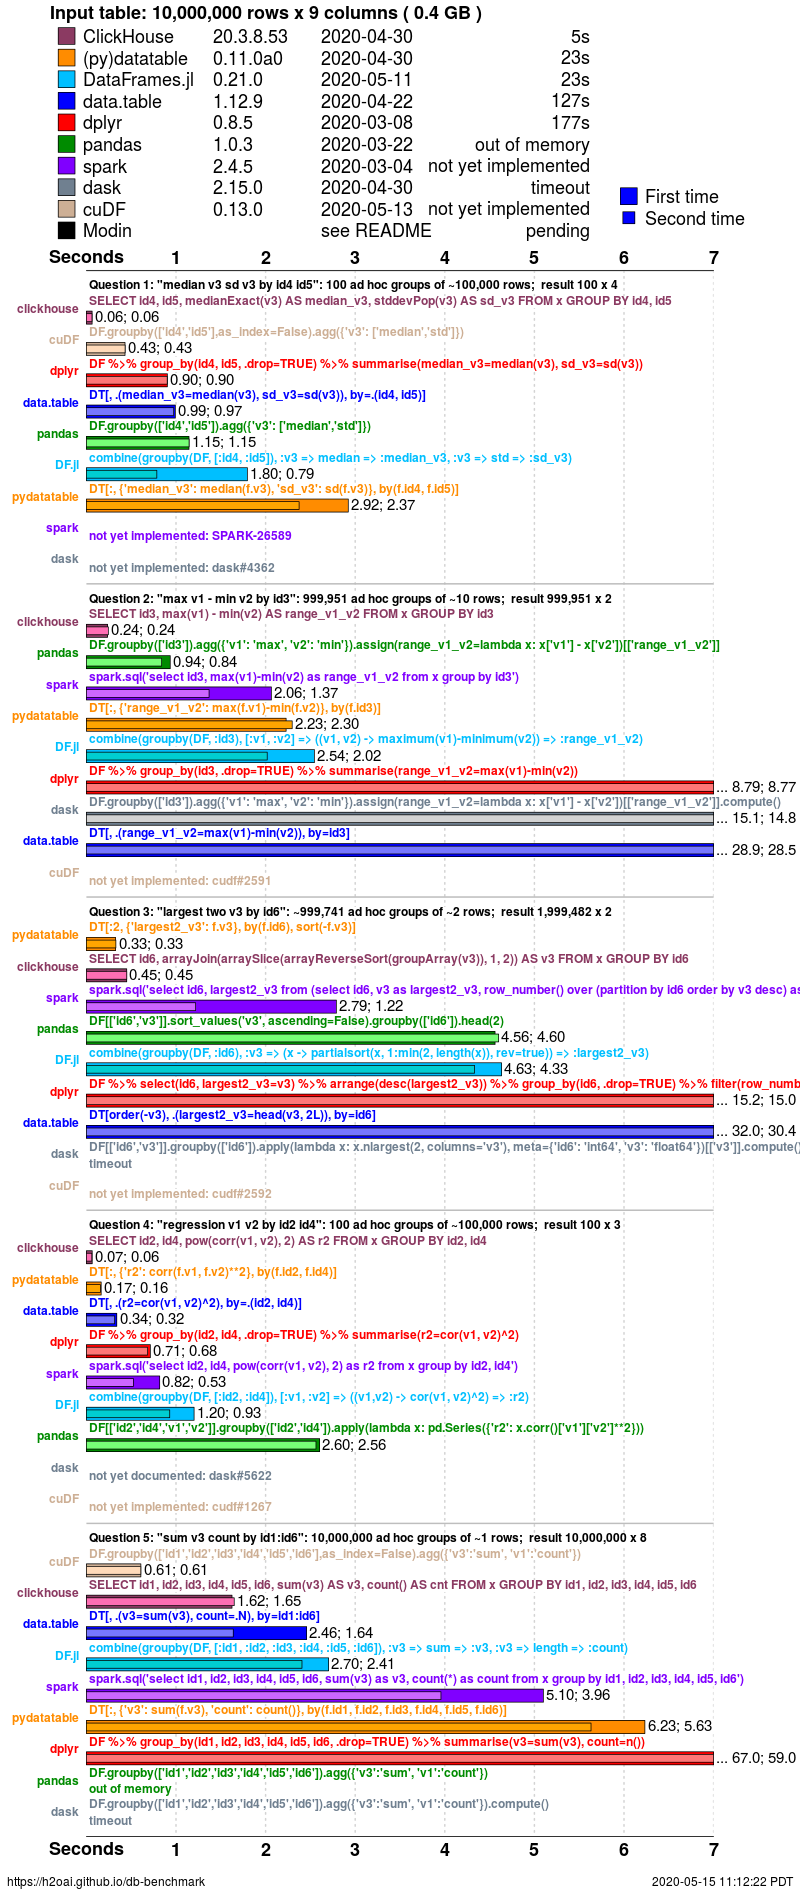 Input table: 10,000,000 rows x 9 columns ( 0.4 GB )
ClickHouse 20.3.8.53 2020-04-30 5s
(py)datatable 0.11.0a0 2020-04-30 23s
DataFrames.jl 0.21.0 2020-05-11 23s
data.table 1.12.9 2020-04-22 127s
dplyr 0.8.5 2020-03-08 177s
pandas 1.0.3 2020-03-22 out of memory
spark 2.4.5 2020-03-04 not yet implemented
dask 2.15.0 2020-04-30 timeout
cuDF 0.13.0 2020-05-13 not yet implemented
Modin see README pending
First time
Second time
Seconds 1 2 3 4 5 6 7
Question 1: "median v3 sd v3 by id4 id5": 100 ad hoc groups of ~100,000 rows; result 100 x 4
SELECT id4, id5, medianExact(v3) AS median_v3, stddevPop(v3) AS sd_v3 FROM x GROUP BY id4, id5
clickhouse 0.06; 0.06
DF.groupby(['id4','id5'],as_index=False).agg({'v3': ['median','std']})
cuDF 0.43; 0.43
DF %>% group_by(id4, id5, .drop=TRUE) %>% summarise(median_v3=median(v3), sd_v3=sd(v3))
dplyr 0.90; 0.90
DT[, .(median_v3=median(v3), sd_v3=sd(v3)), by=.(id4, id5)]
data.table 0.99; 0.97
DF.groupby(['id4','id5']).agg({'v3': ['median','std']})
pandas 1.15; 1.15
combine(groupby(DF, [:id4, :id5]), :v3 => median => :median_v3, :v3 => std => :sd_v3)
DF.jl 1.80; 0.79
DT[:, {'median_v3': median(f.v3), 'sd_v3': sd(f.v3)}, by(f.id4, f.id5)]
pydatatable 2.92; 2.37
spark not yet implemented: SPARK-26589
dask not yet implemented: dask#4362
Question 2: "max v1 - min v2 by id3": 999,951 ad hoc groups of ~10 rows; result 999,951 x 2
SELECT id3, max(v1) - min(v2) AS range_v1_v2 FROM x GROUP BY id3
clickhouse 0.24; 0.24
DF.groupby(['id3']).agg({'v1': 'max', 'v2': 'min'}).assign(range_v1_v2=lambda x: x['v1'] - x['v2'])[['range_v1_v2']]
pandas 0.94; 0.84
spark.sql('select id3, max(v1)-min(v2) as range_v1_v2 from x group by id3')
spark 2.06; 1.37
DT[:, {'range_v1_v2': max(f.v1)-min(f.v2)}, by(f.id3)]
pydatatable 2.23; 2.30
combine(groupby(DF, :id3), [:v1, :v2] => ((v1, v2) -> maximum(v1)-minimum(v2)) => :range_v1_v2)
DF.jl 2.54; 2.02
DF %>% group_by(id3, .drop=TRUE) %>% summarise(range_v1_v2=max(v1)-min(v2))
dplyr ... 8.79; 8.77
DF.groupby(['id3']).agg({'v1': 'max', 'v2': 'min'}).assign(range_v1_v2=lambda x: x['v1'] - x['v2'])[['range_v1_v2']].compute()
dask ... 15.1; 14.8
DT[, .(range_v1_v2=max(v1)-min(v2)), by=id3]
data.table ... 28.9; 28.5
cuDF not yet implemented: cudf#2591
Question 3: "largest two v3 by id6": ~999,741 ad hoc groups of ~2 rows; result 1,999,482 x 2
DT[:2, {'largest2_v3': f.v3}, by(f.id6), sort(-f.v3)]
pydatatable 0.33; 0.33
SELECT id6, arrayJoin(arraySlice(arrayReverseSort(groupArray(v3)), 1, 2)) AS v3 FROM x GROUP BY id6
clickhouse 0.45; 0.45
spark.sql('select id6, largest2_v3 from (select id6, v3 as largest2_v3, row_number() over (partition by id6 order by v3 desc) as
spark 2.79; 1.22
DF[['id6','v3']].sort_values('v3', ascending=False).groupby(['id6']).head(2)
pandas 4.56; 4.60
combine(groupby(DF, :id6), :v3 => (x -> partialsort(x, 1:min(2, length(x)), rev=true)) => :largest2_v3)
DF.jl 4.63; 4.33
DF %>% select(id6, largest2_v3=v3) %>% arrange(desc(largest2_v3)) %>% group_by(id6, .drop=TRUE) %>% filter(row_numb
dplyr ... 15.2; 15.0
DT[order(-v3), .(largest2_v3=head(v3, 2L)), by=id6]
data.table ... 32.0; 30.4
DF[['id6','v3']].groupby(['id6']).apply(lambda x: x.nlargest(2, columns='v3'), meta={'id6': 'int64', 'v3': 'float64'})[['v3']].compute()
dask timeout
cuDF not yet implemented: cudf#2592
Question 4: "regression v1 v2 by id2 id4": 100 ad hoc groups of ~100,000 rows; result 100 x 3
SELECT id2, id4, pow(corr(v1, v2), 2) AS r2 FROM x GROUP BY id2, id4
clickhouse 0.07; 0.06
DT[:, {'r2': corr(f.v1, f.v2)**2}, by(f.id2, f.id4)]
pydatatable 0.17; 0.16
DT[, .(r2=cor(v1, v2)^2), by=.(id2, id4)]
data.table 0.34; 0.32
DF %>% group_by(id2, id4, .drop=TRUE) %>% summarise(r2=cor(v1, v2)^2)
dplyr 0.71; 0.68
spark.sql('select id2, id4, pow(corr(v1, v2), 2) as r2 from x group by id2, id4')
spark 0.82; 0.53
combine(groupby(DF, [:id2, :id4]), [:v1, :v2] => ((v1,v2) -> cor(v1, v2)^2) => :r2)
DF.jl 1.20; 0.93
DF[['id2','id4','v1','v2']].groupby(['id2','id4']).apply(lambda x: pd.Series({'r2': x.corr()['v1']['v2']**2}))
pandas 2.60; 2.56
dask not yet documented: dask#5622
cuDF not yet implemented: cudf#1267
Question 5: "sum v3 count by id1:id6": 10,000,000 ad hoc groups of ~1 rows; result 10,000,000 x 8
DF.groupby(['id1','id2','id3','id4','id5','id6'],as_index=False).agg({'v3':'sum', 'v1':'count'})
cuDF 0.61; 0.61
SELECT id1, id2, id3, id4, id5, id6, sum(v3) AS v3, count() AS cnt FROM x GROUP BY id1, id2, id3, id4, id5, id6
clickhouse 1.62; 1.65
DT[, .(v3=sum(v3), count=.N), by=id1:id6]
data.table 2.46; 1.64
combine(groupby(DF, [:id1, :id2, :id3, :id4, :id5, :id6]), :v3 => sum => :v3, :v3 => length => :count)
DF.jl 2.70; 2.41
spark.sql('select id1, id2, id3, id4, id5, id6, sum(v3) as v3, count(*) as count from x group by id1, id2, id3, id4, id5, id6')
spark 5.10; 3.96
DT[:, {'v3': sum(f.v3), 'count': count()}, by(f.id1, f.id2, f.id3, f.id4, f.id5, f.id6)]
pydatatable 6.23; 5.63
DF %>% group_by(id1, id2, id3, id4, id5, id6, .drop=TRUE) %>% summarise(v3=sum(v3), count=n())
dplyr ... 67.0; 59.0
DF.groupby(['id1','id2','id3','id4','id5','id6']).agg({'v3':'sum', 'v1':'count'})
pandas out of memory
DF.groupby(['id1','id2','id3','id4','id5','id6']).agg({'v3':'sum', 'v1':'count'}).compute()
dask timeout
Seconds 1 2 3 4 5 6 7
https://h2oai.github.io/db-benchmark 2020-05-15 11:12:22 PDT